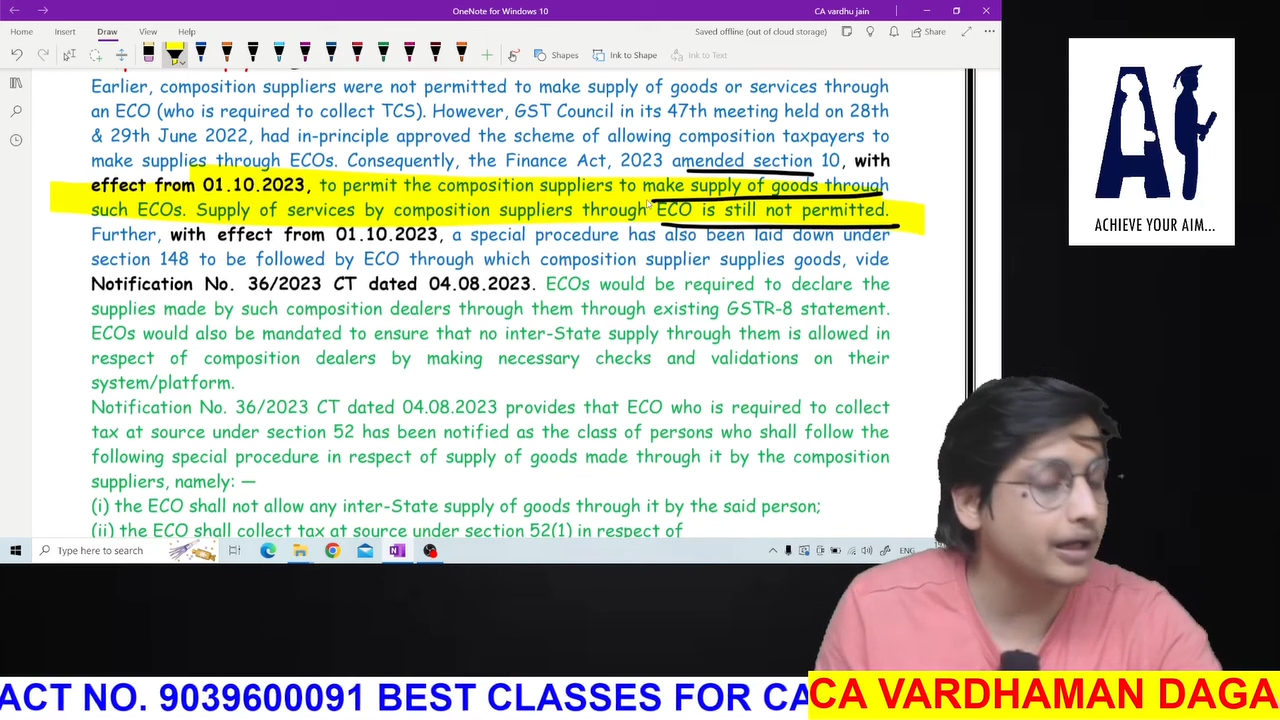 OneNote for Windows 10
CA vardhu jain
Home Insert Draw View Help
Saved offline (out of cloud storage)
Share
Shapes Ink to Shape Ink to Text
Earlier, composition suppliers were not permitted to make supply of goods or services through
an ECO (who is required to collect TCS). However, GST Council in its 47th meeting held on 28th
& 29th June 2022, had in-principle approved the scheme of allowing composition taxpayers to
make supplies through ECOs. Consequently, the Finance Act, 2023 amended section 10, with
effect from 01.10.2023, to permit the composition suppliers to make supply of goods through
such ECOs. Supply of services by composition suppliers through ECO is still not permitted.
Further, with effect from 01.10.2023, a special procedure has also been laid down under
section 148 to be followed by ECO through which composition supplier supplies goods, vide
Notification No. 36/2023 CT dated 04.08.2023. ECOs would be required to declare the
supplies made by such composition dealers through them through existing GSTR-8 statement.
ECOs would also be mandated to ensure that no inter-State supply through them is allowed in
respect of composition dealers by making necessary checks and validations on their
system/platform.
Notification No. 36/2023 CT dated 04.08.2023 provides that ECO who is required to collect
tax at source under section 52 has been notified as the class of persons who shall follow the
following special procedure in respect of supply of goods made through it by the composition
suppliers, namely: —
(i) the ECO shall not allow any inter-State supply of goods through it by the said person;
(ii) the ECO shall collect tax at source under section 52(1) in respect of
Type here to search
ENG
A
ACHIEVE YOUR AIM...
ACT NO. 9039600091 BEST CLASSES FOR CA
CA VARDHAMAN DAGA